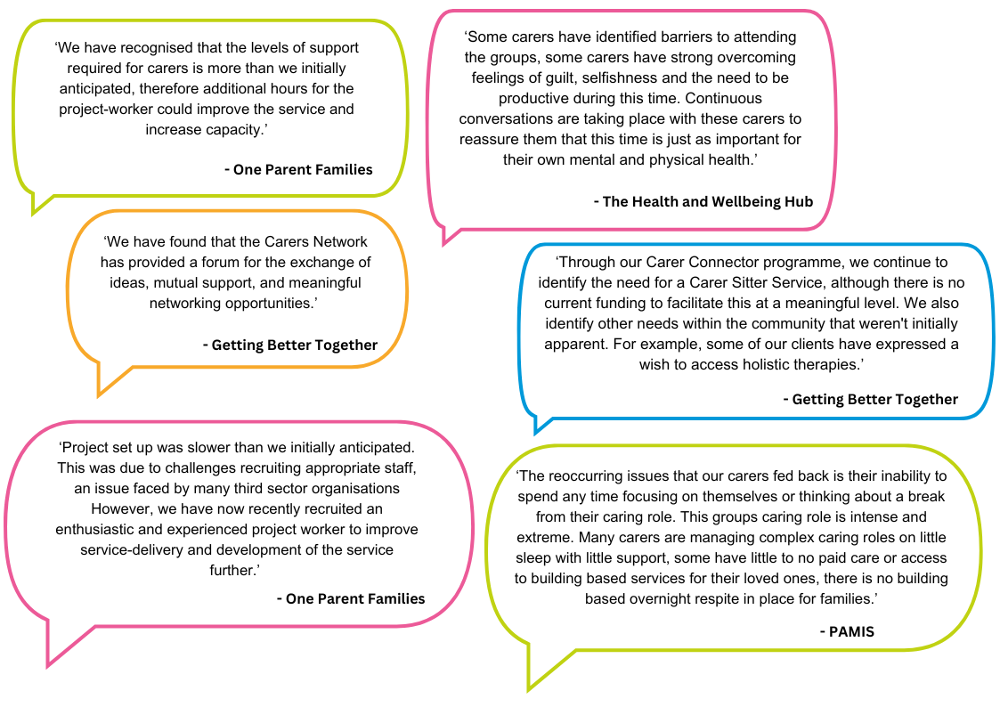 ‘We have recognised that the levels of support
required for carers is more than we initially
anticipated, therefore additional hours for the
project-worker could improve the service and
increase capacity.’
- One Parent Families
‘Some carers have identified barriers to attending
the groups, some carers have strong overcoming
feelings of guilt, selfishness and the need to be
productive during this time. Continuous
conversations are taking place with these carers to
reassure them that this time is just as important for
their own mental and physical health.’
- The Health and Wellbeing Hub
‘We have found that the Carers Network
has provided a forum for the exchange of
ideas, mutual support, and meaningful
networking opportunities.’
- Getting Better Together
‘Through our Carer Connector programme, we continue to
identify the need for a Carer Sitter Service, although there is no
current funding to facilitate this at a meaningful level. We also
identify other needs within the community that weren't initially
apparent. For example, some of our clients have expressed a
wish to access holistic therapies.’
- Getting Better Together
‘Project set up was slower than we initially anticipated.
This was due to challenges recruiting appropriate staff,
an issue faced by many third sector organisations
However, we have now recently recruited an
enthusiastic and experienced project worker to improve
service-delivery and development of the service
further.’
- One Parent Families
‘The reoccurring issues that our carers fed back is their inability to
spend any time focusing on themselves or thinking about a break
from their caring role. This groups caring role is intense and
extreme. Many carers are managing complex caring roles on little
sleep with little support, some have little to no paid care or access
to building based services for their loved ones, there is no building
based overnight respite in place for families.’
- PAMIS